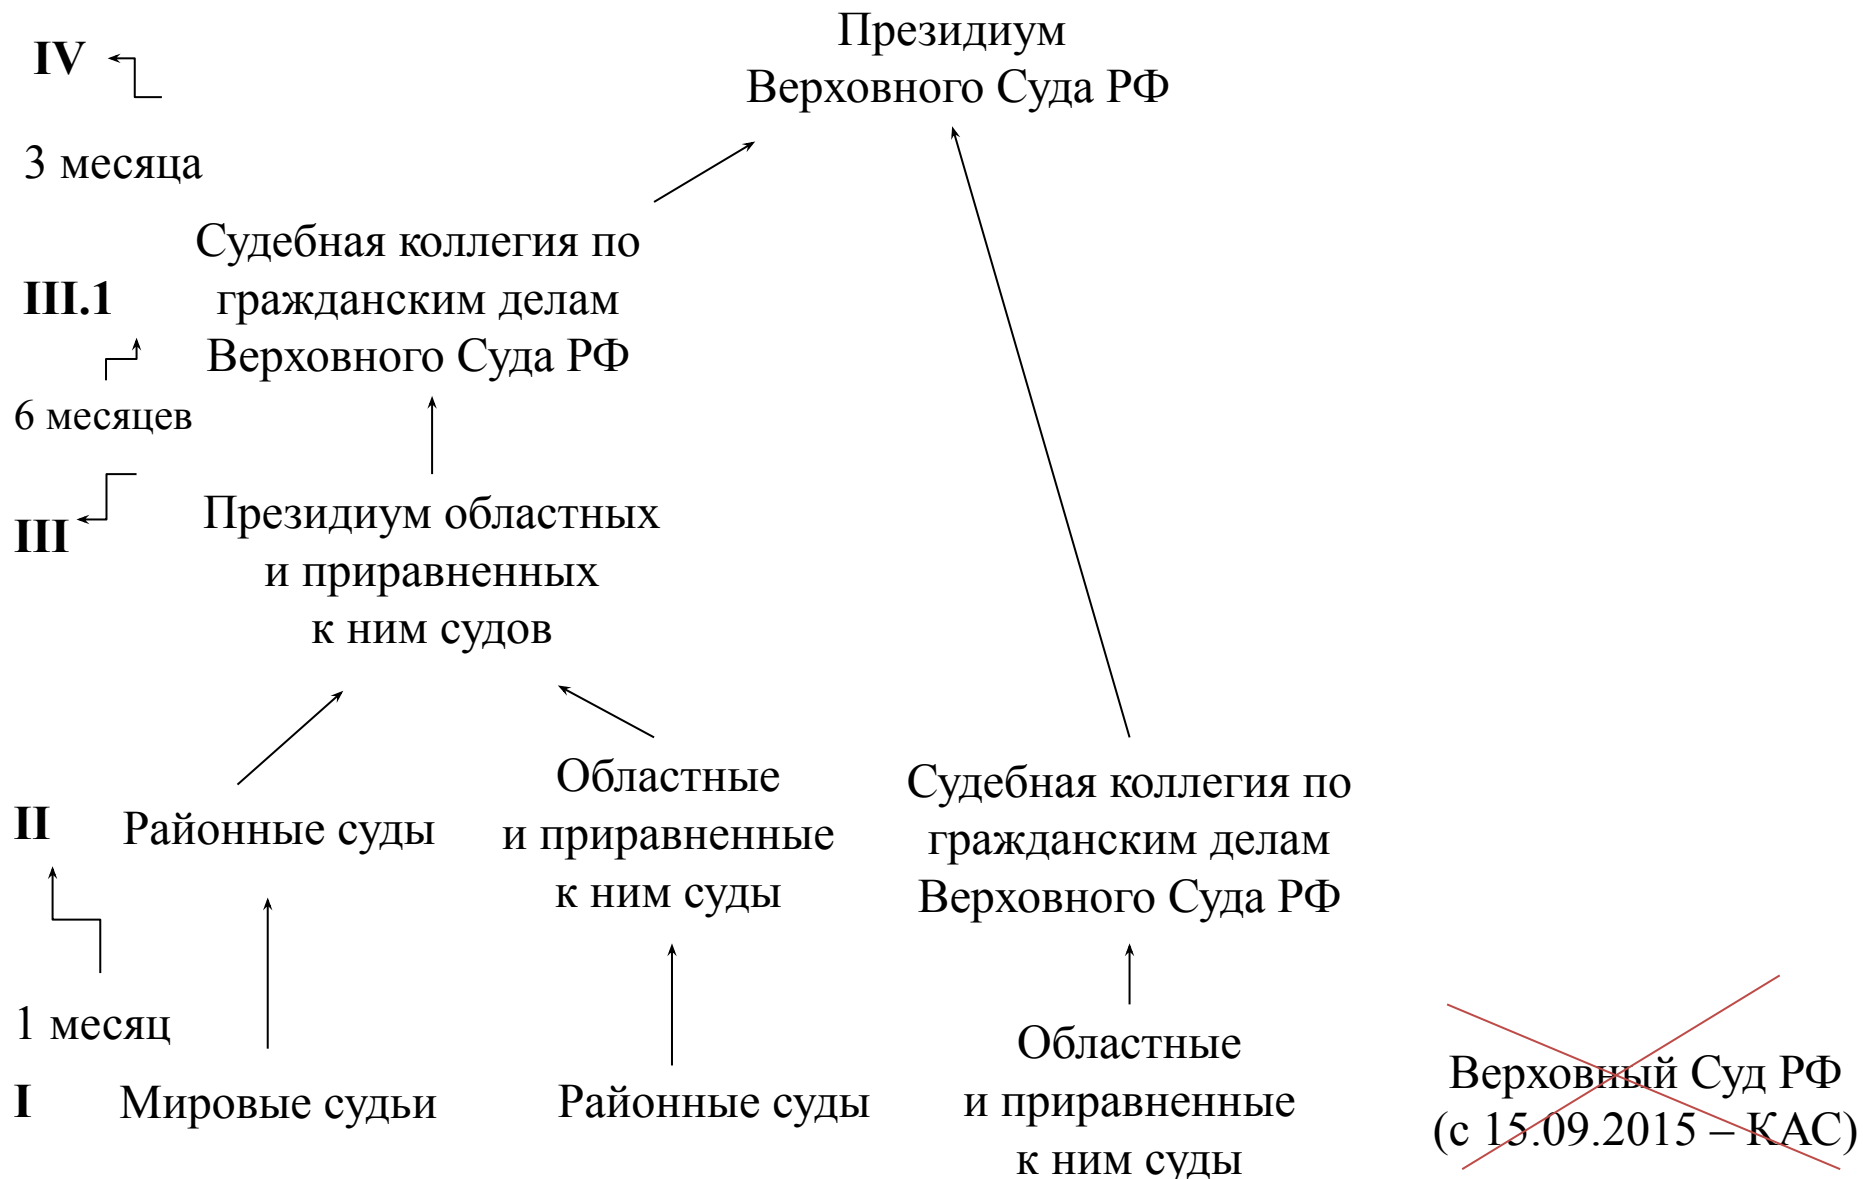 IV
Президиум
Верховного Суда РФ
3 месяца
Судебная коллегия по
гражданским делам
Верховного Суда РФ
III.1
6 месяцев
III
Президиум областных
и приравненных
к ним судов
II
Районные суды
Областные
и приравненные
к ним суды
Судебная коллегия по
гражданским делам
Верховного Суда РФ
1 месяц
I
Мировые судьи
Районные суды
Областные
и приравненные
к ним суды
Верховный Суд РФ
(с 15.09.2015 – КАС)